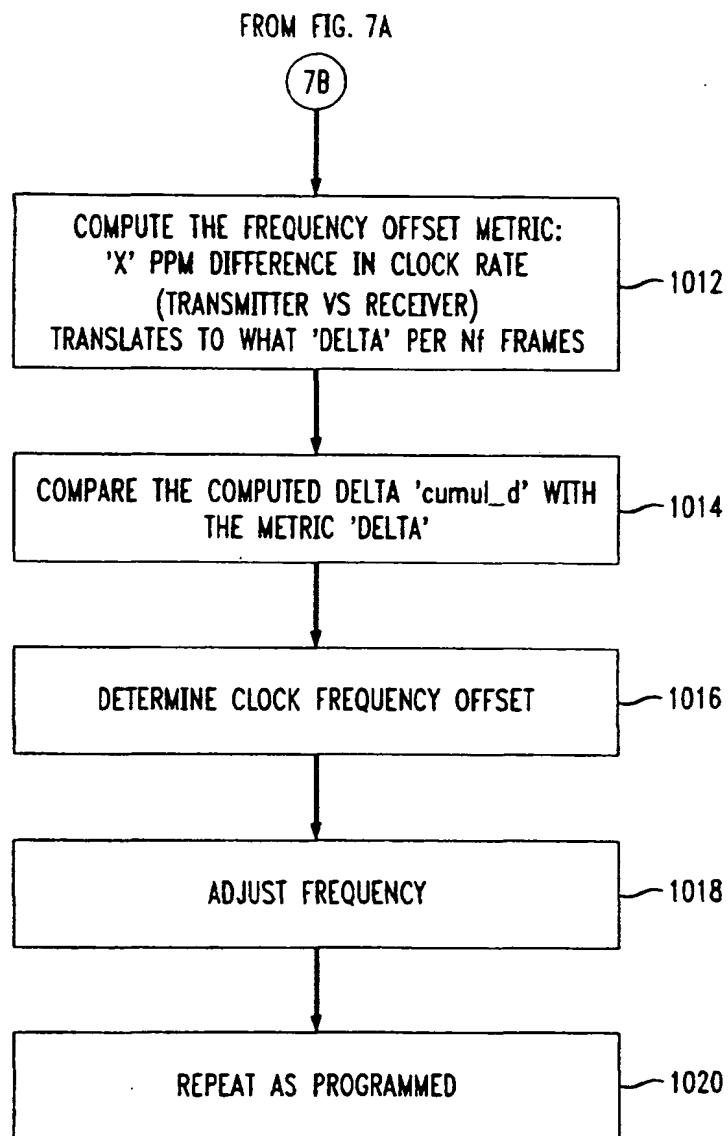 FROM FIG. 7A
7B
COMPUTE THE FREQUENCY OFFSET METRIC:
'X' PPM DIFFERENCE IN CLOCK RATE
(TRANSMITTER VS RECEIVER)
TRANSLATES TO WHAT 'DELTA' PER Nf FRAMES
1012
COMPARE THE COMPUTED DELTA 'cumul_d' WITH
THE METRIC 'DELTA'
1014
DETERMINE CLOCK FREQUENCY OFFSET
1016
ADJUST FREQUENCY
1018
REPEAT AS PROGRAMMED
1020